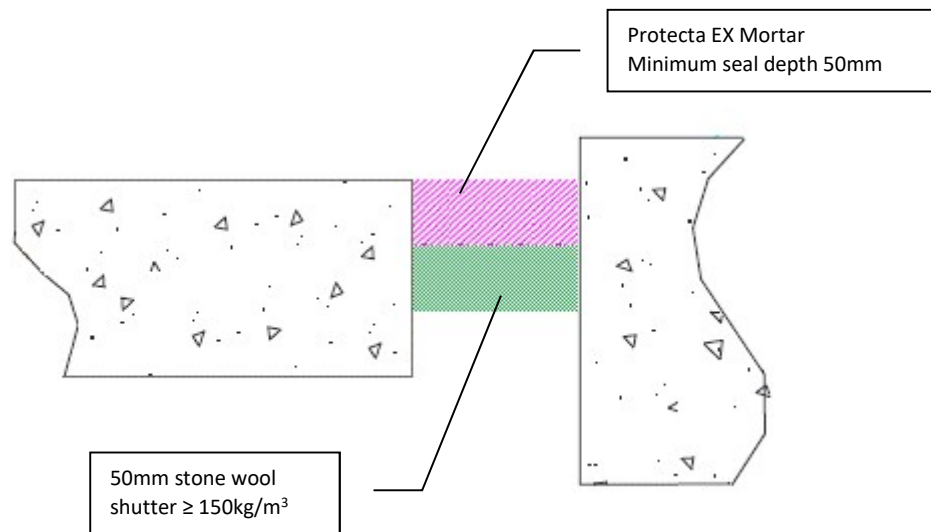 Protecta EX Mortar
Minimum seal depth 50mm
50mm stone wool
shutter ≥ 150kg/m³